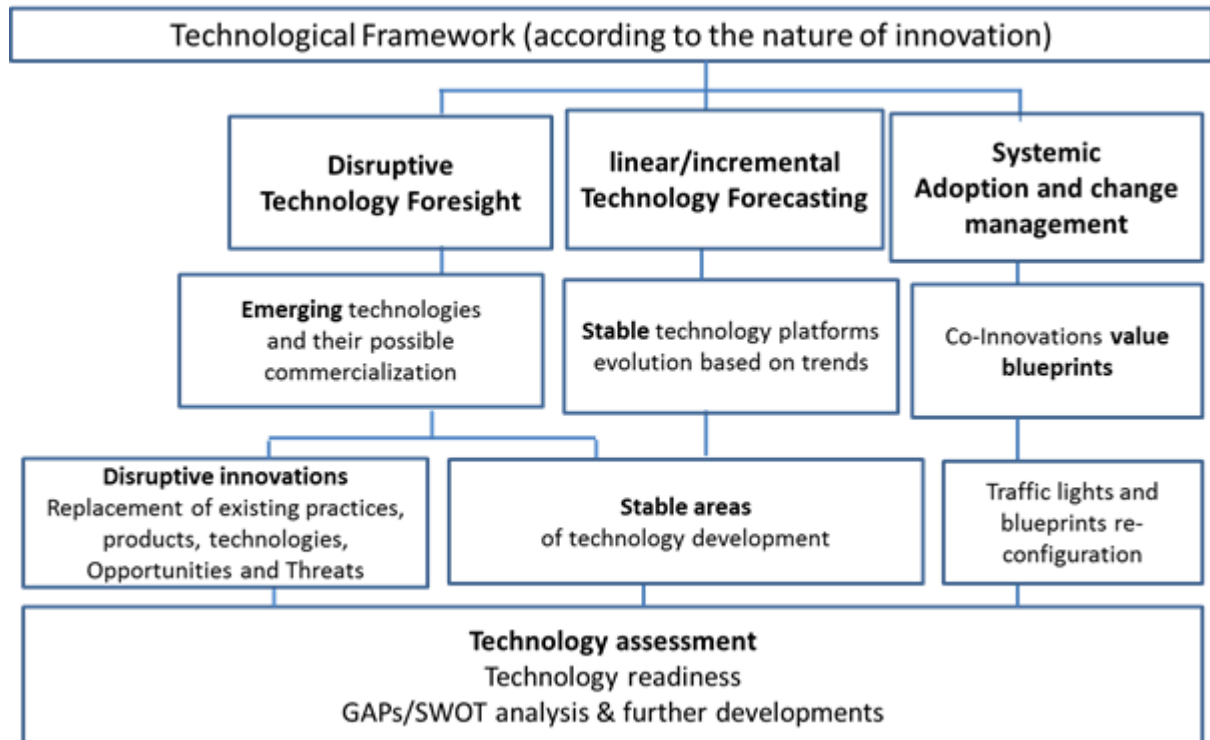 Technological Framework (according to the nature of innovation)
Disruptive
Technology Foresight
linear/incremental
Technology Forecasting
Systemic
Adoption and change
management
Emerging technologies
and their possible
commercialization
Stable technology platforms
evolution based on trends
Co-Innovations value
blueprints
Disruptive innovations
Replacement of existing practices,
products, technologies,
Opportunities and Threats
Stable areas
of technology development
Traffic lights and
blueprints re-
configuration
Technology assessment
Technology readiness
GAPs/SWOT analysis & further developments